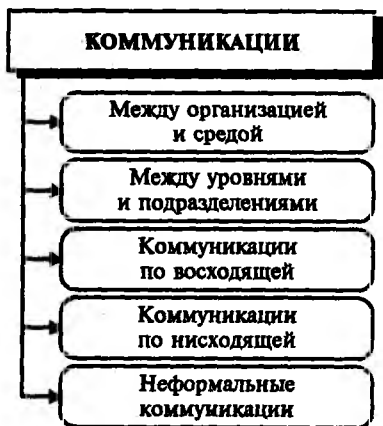 КОММУНИКАЦИИ
Между организацией
и средой
Между уровнями
и подразделениями
Коммуникации
по восходящей
Коммуникации
по нисходящей
Неформальные
коммуникации